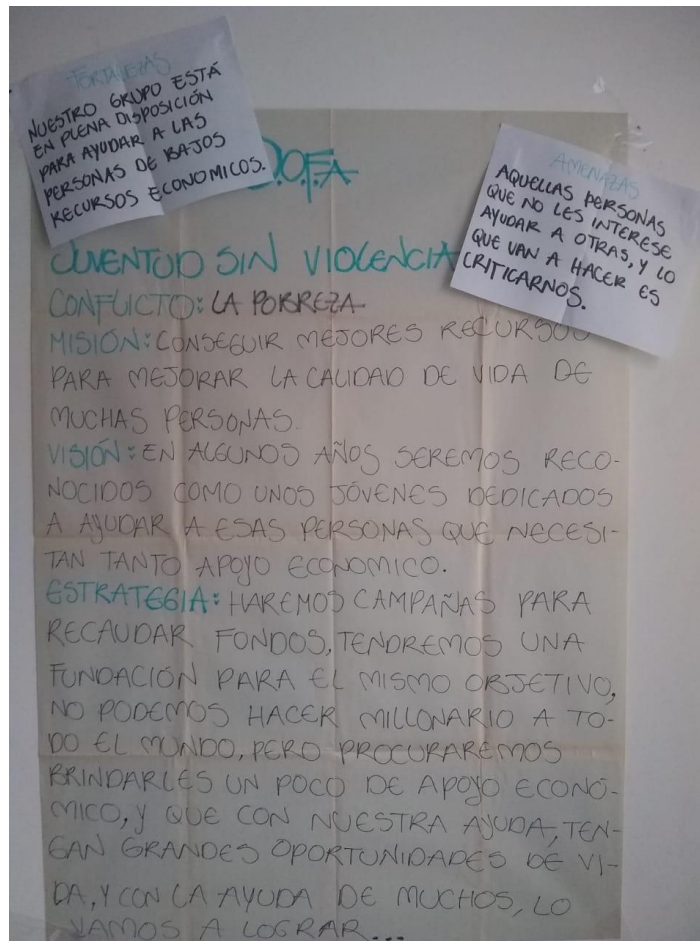 FORTALEZAS
NUESTRO GRUPO ESTÁ
EN PLENA DISPOSICIÓN
PARA AYUDAR A LAS
PERSONAS DE BAJOS
RECURSOS ECONOMICOS.
D.O.F.A
AMENAZAS
AQUELLAS PERSONAS
QUE NO LES INTERESE
AYUDAR A OTRAS, Y LO
QUE VAN A HACER ES
CRITICARNOS.
JUVENTUD SIN VIOLENCIA
CONFLICTO: LA POBREZA
MISIÓN: CONSEGUIR MEJORES RECURSOS
PARA MEJORAR LA CALIDAD DE VIDA DE
MUCHAS PERSONAS.
VISIÓN: EN ALGUNOS AÑOS SEREMOS RECO-
NOCIDOS COMO UNOS JÓVENES DEDICADOS
A AYUDAR A ESAS PERSONAS QUE NECESI-
TAN TANTO APOYO ECONOMICO.
ESTRATEGIA: HAREMOS CAMPAÑAS PARA
RECAUDAR FONDOS, TENDREMOS UNA
FUNDACIÓN PARA EL MISMO OBJETIVO,
NO PODEMOS HACER MILLONARIO A TO-
DO EL MUNDO, PERO PROCURAREMOS
BRINDARLES UN POCO DE APOYO ECONÓ-
MICO, Y QUE CON NUESTRA AYUDA, TEN-
GAN GRANDES OPORTUNIDADES DE VI-
DA, Y CON LA AYUDA DE MUCHOS, LO
VAMOS A LOGRAR...